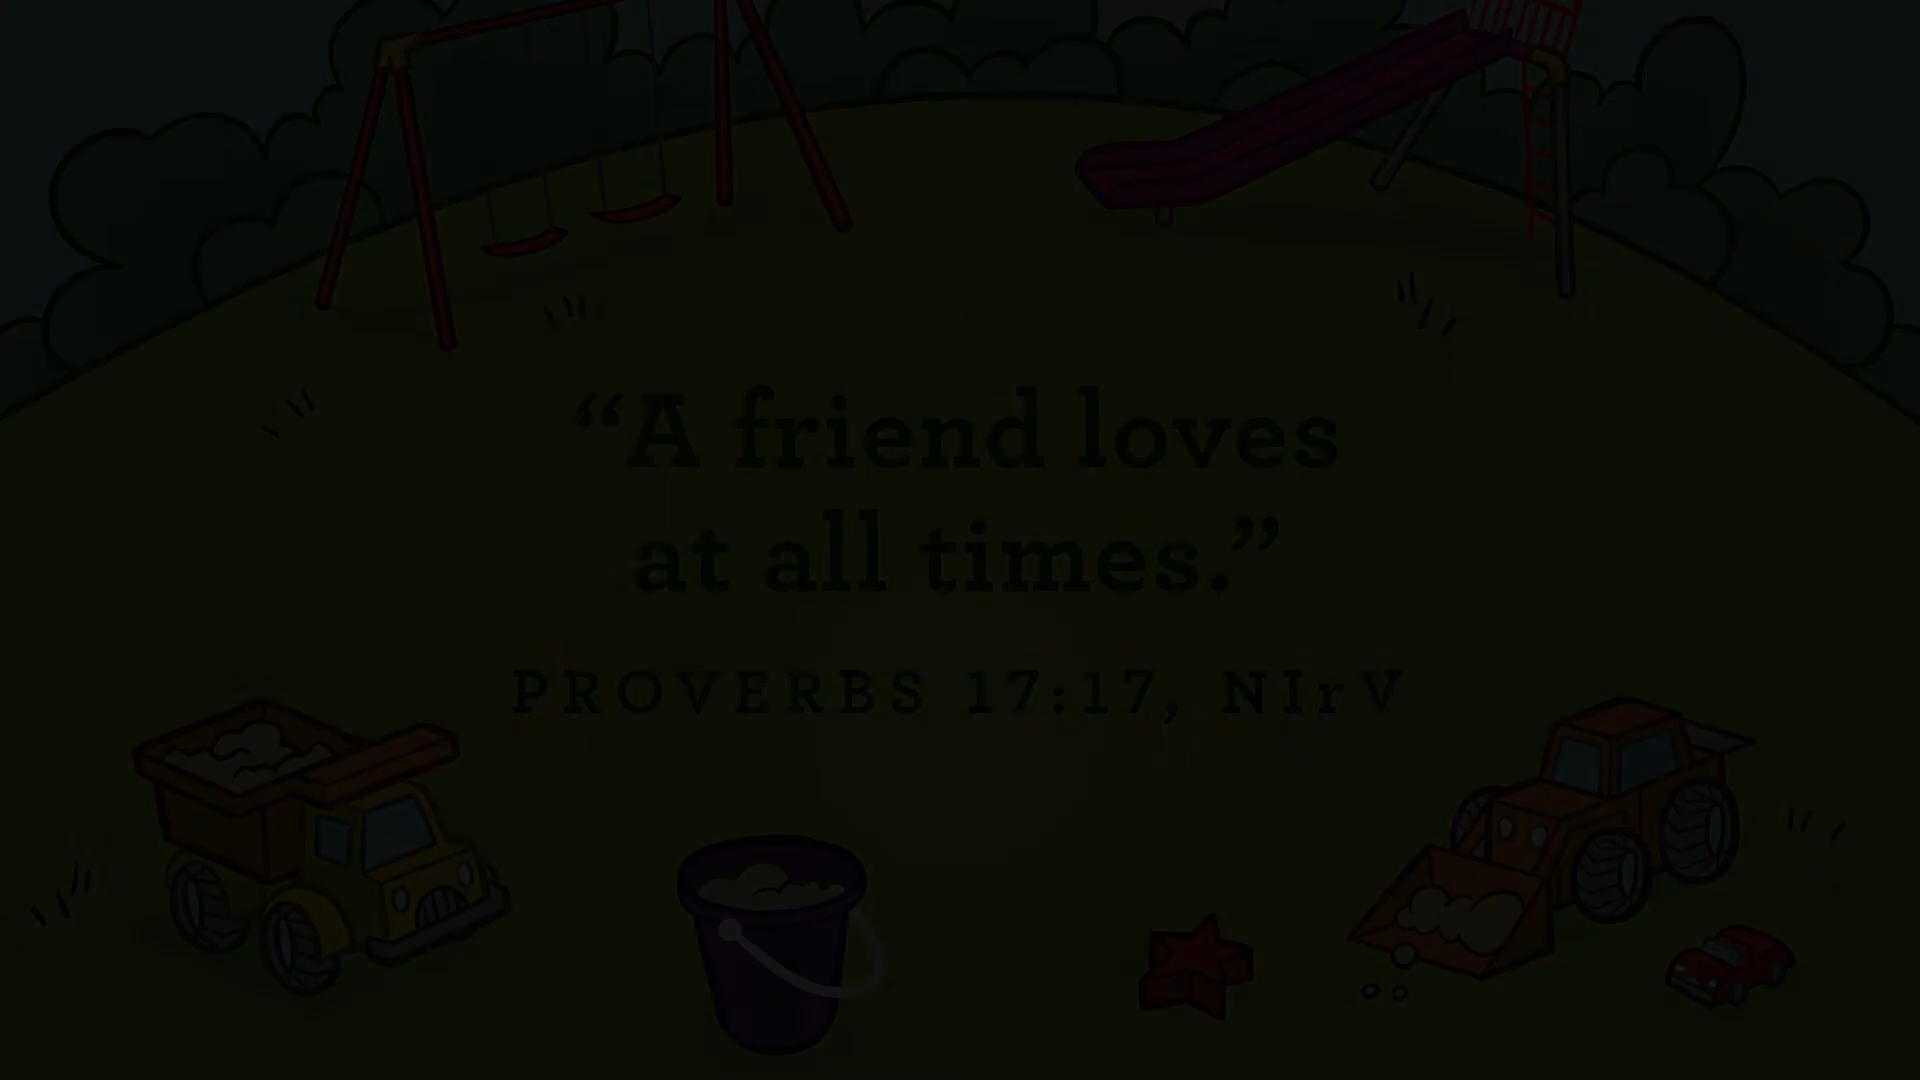 “A friend loves
at all times.”
PROVERBS 17:17, NIrV